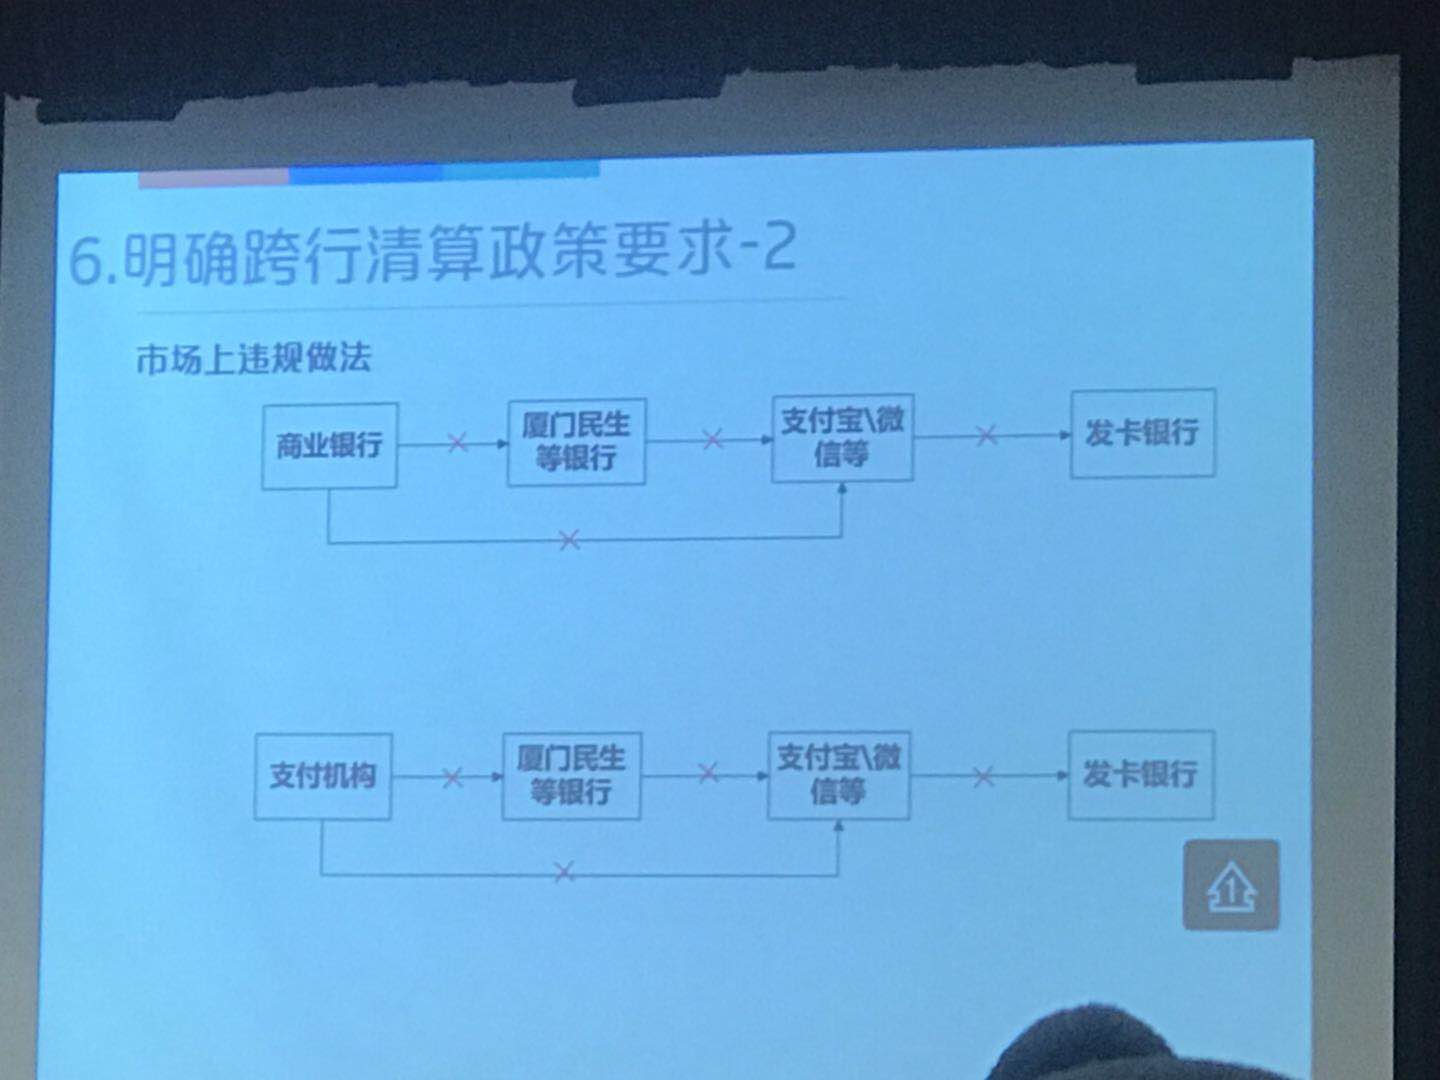 6.明确跨行清算政策要求-2
市场上违规做法
商业银行
厦门民生
等银行
支付宝\微
信等
发卡银行
支付机构
厦门民生
等银行
支付宝\微
信等
发卡银行
1